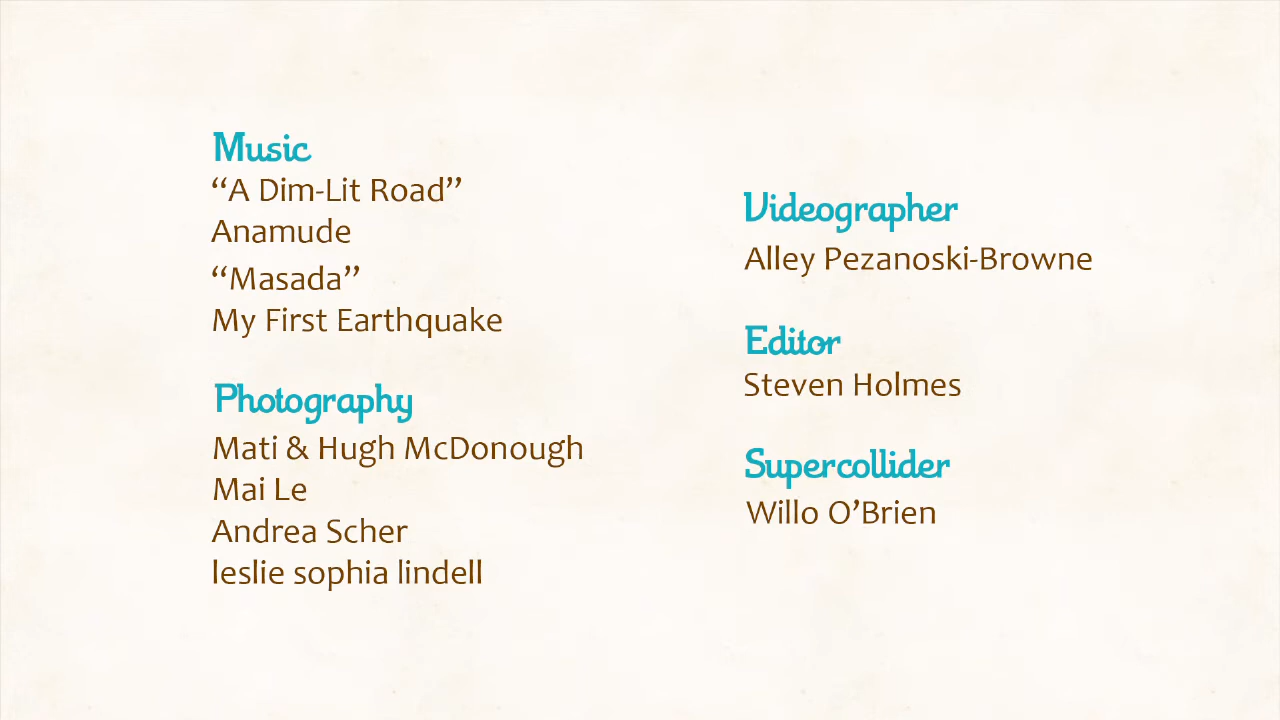 Music
“A Dim-Lit Road”
Anamude
“Masada”
My First Earthquake
Photography
Mati & Hugh McDonough
Mai Le
Andrea Scher
leslie sophia lindell
Videographer
Alley Pezanoski-Browne
Editor
Steven Holmes
Supercollider
Willo O’Brien